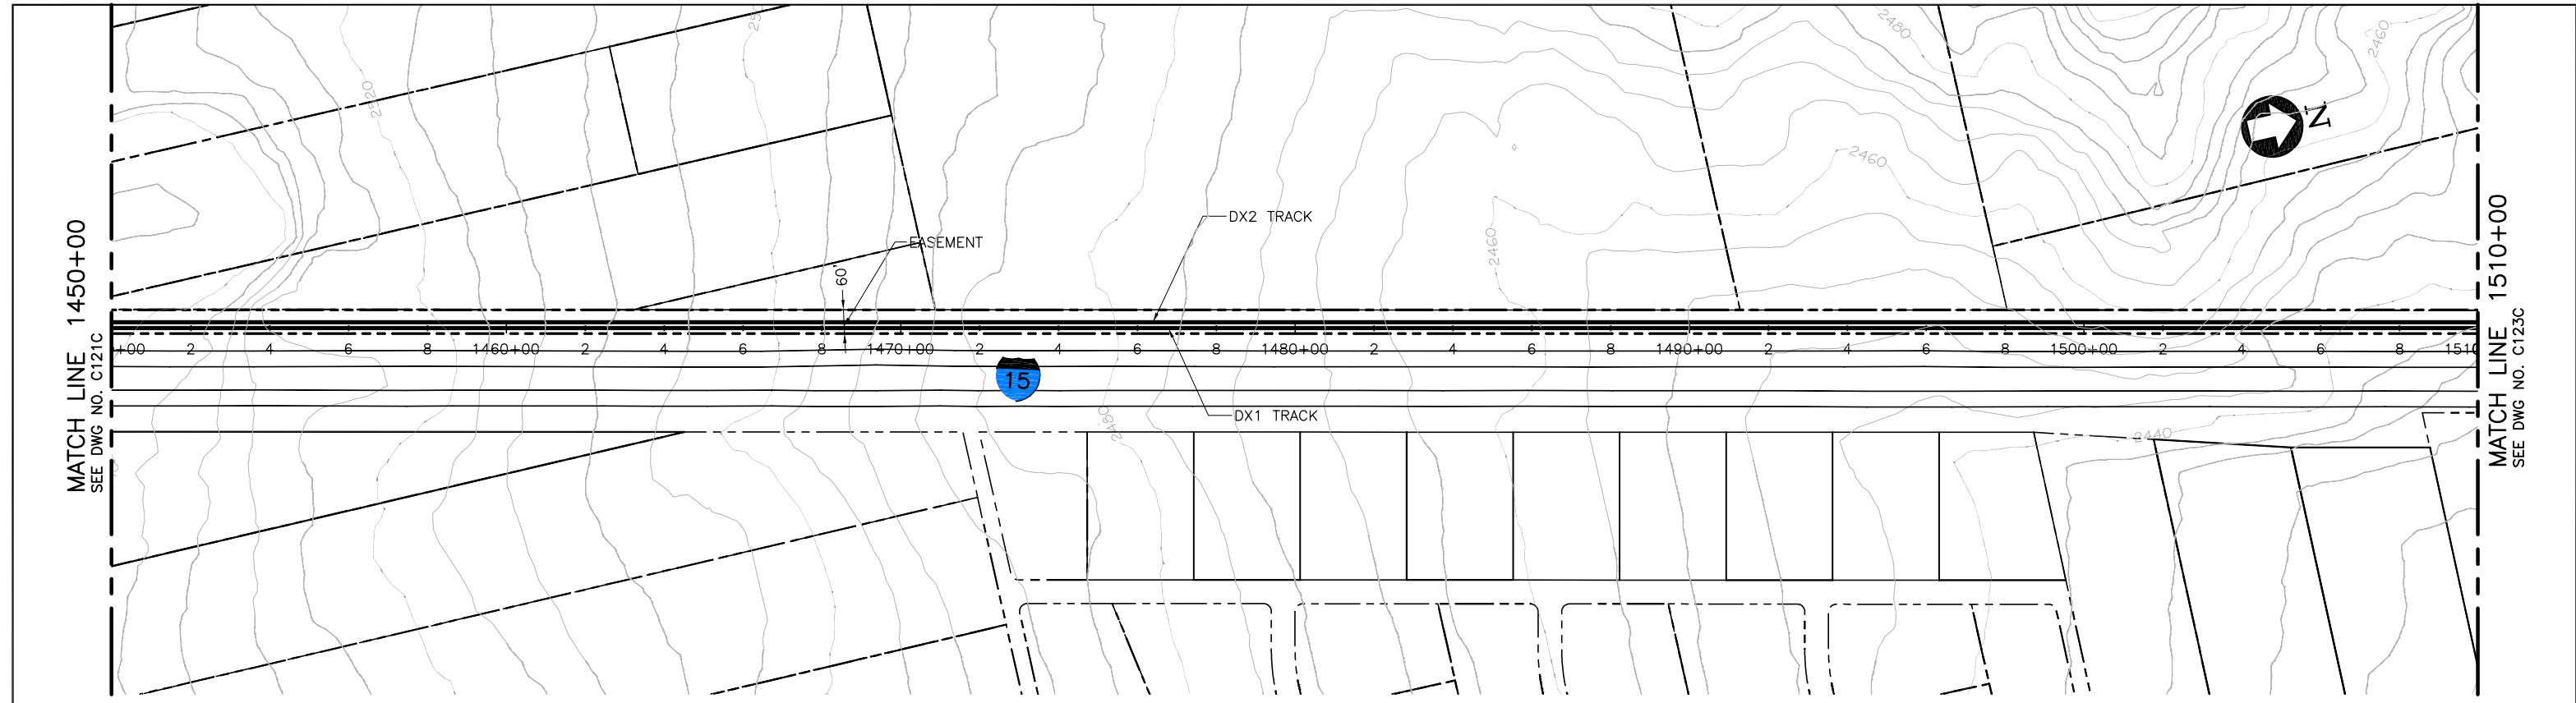 2520
2480
2460
N
2460
DX2 TRACK
EASEMENT
60'
2460
MATCH LINE 1450+00
SEE DWG NO. C121C
+00 2 4 6 8 1460+00 2 4 6 8 1470+00 2 4 6 8 1480+00 2 4 6 8 1490+00 2 4 6 8 1500+00 2 4 6 8 1510
15
DX1 TRACK
2480
2440
MATCH LINE 1510+00
SEE DWG NO. C123C